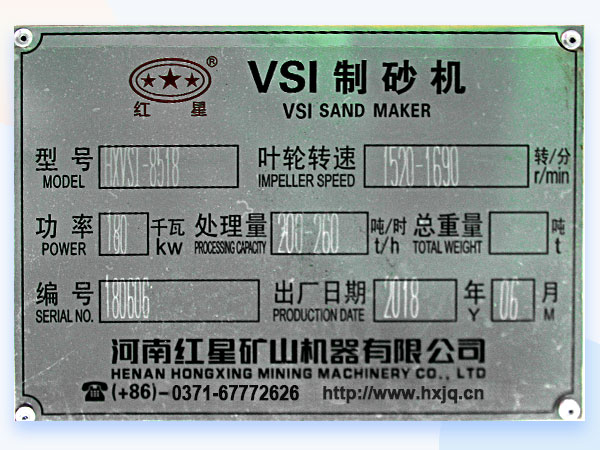 红 星 ® VSI 制砂机
VSI SAND MAKER
型 号 HXVSI-8518 叶轮转速 1520-1690 转/分
MODEL IMPELLER SPEED r/min
功 率 180 千瓦 处理量 200-260 吨/时 总重量 吨
POWER kw PROCESSING CAPACITY t/h TOTAL WEIGHT t
编 号 180606 出厂日期 2018 年 06 月
SERIAL NO. PRODUCTION DATE Y M
河南红星矿山机器有限公司
HENAN HONGXING MINING MACHINERY CO., LTD
☎(+86)-0371-67772626 http://www.hxjq.cn